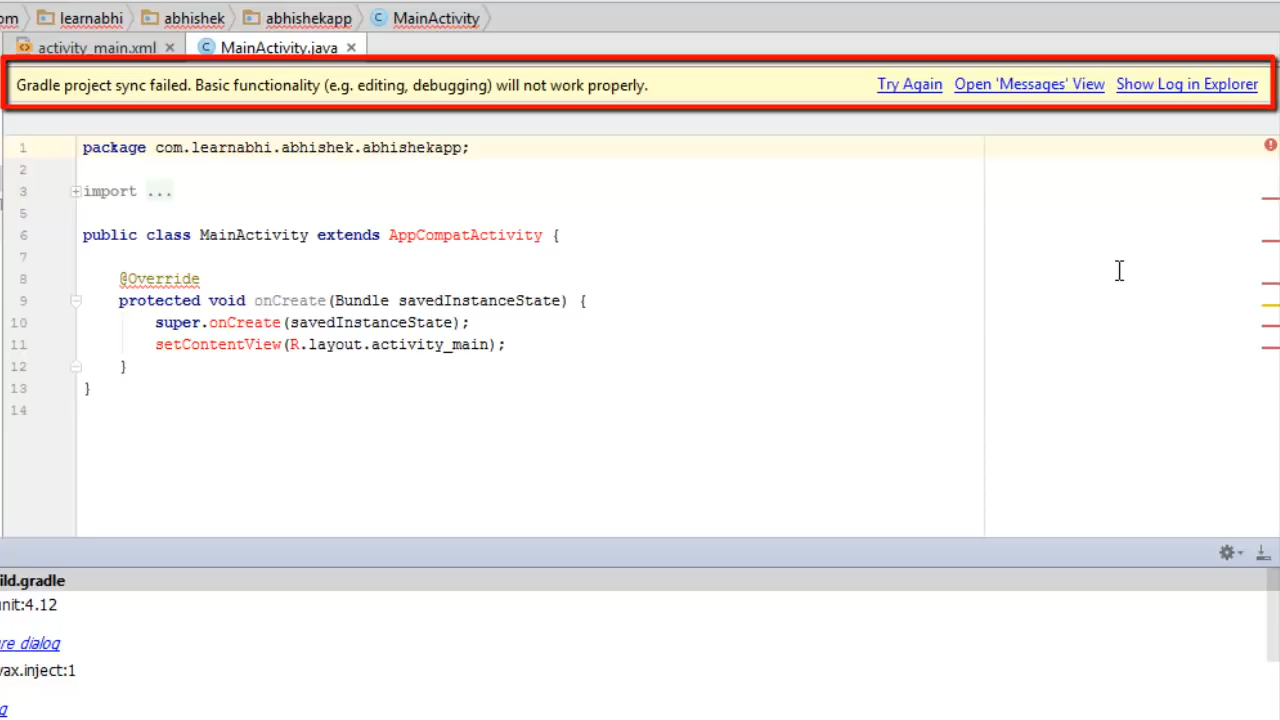 om learnabhi abhishek abhishekapp MainActivity
activity_main.xml MainActivity.java
Gradle project sync failed. Basic functionality (e.g. editing, debugging) will not work properly. Try Again Open 'Messages' View Show Log in Explorer
1 package com.learnabhi.abhishek.abhishekapp;
2
3 import ...
5
6 public class MainActivity extends AppCompatActivity {
7
8 @Override
9 protected void onCreate(Bundle savedInstanceState) {
10 super.onCreate(savedInstanceState);
11 setContentView(R.layout.activity_main);
12 }
13 }
14
ild.gradle
unit:4.12
re dialog
vax.inject:1
g